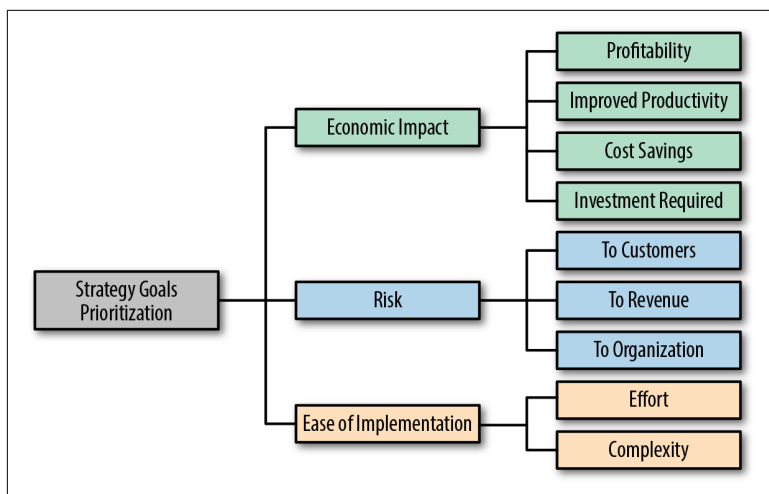 Strategy Goals
Prioritization
Economic Impact
Profitability
Improved Productivity
Cost Savings
Investment Required
Risk
To Customers
To Revenue
To Organization
Ease of Implementation
Effort
Complexity